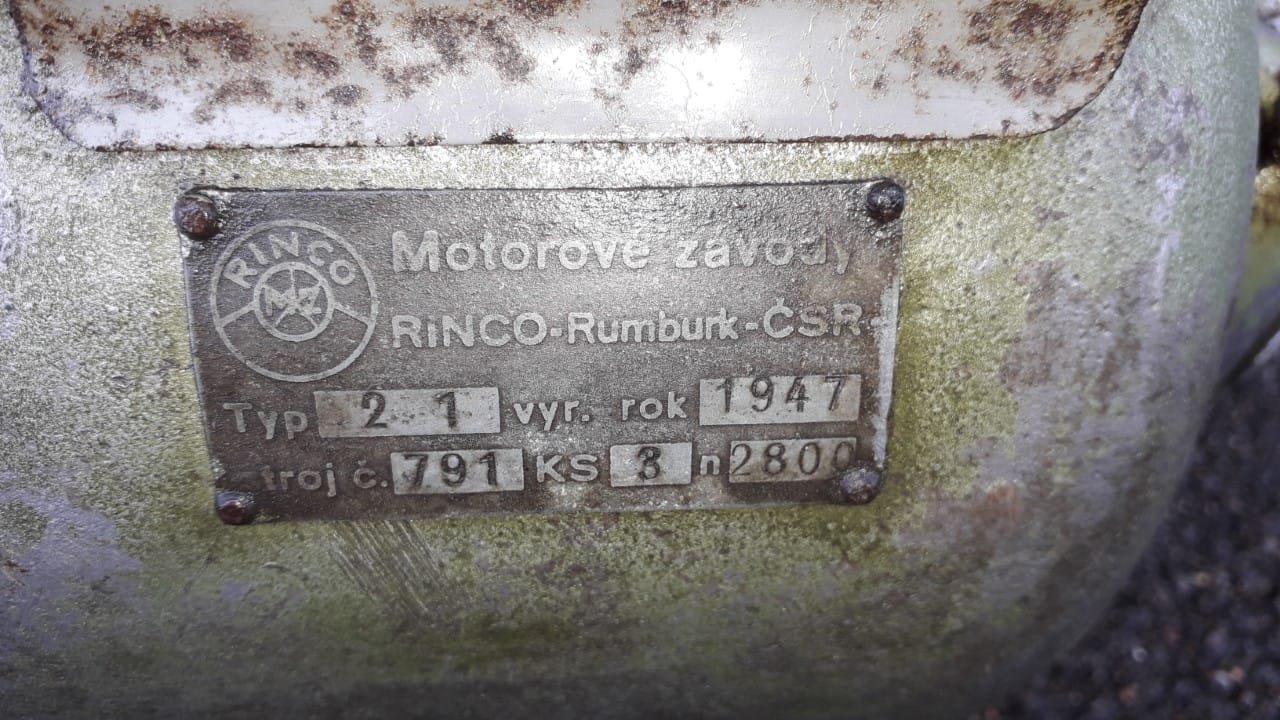 RINCO
MZ
Motorové závody
RINCO-Rumburk-ČSR-
Typ 2 1 vyr. rok 1947
stroj č. 791 KS 3 n 2800